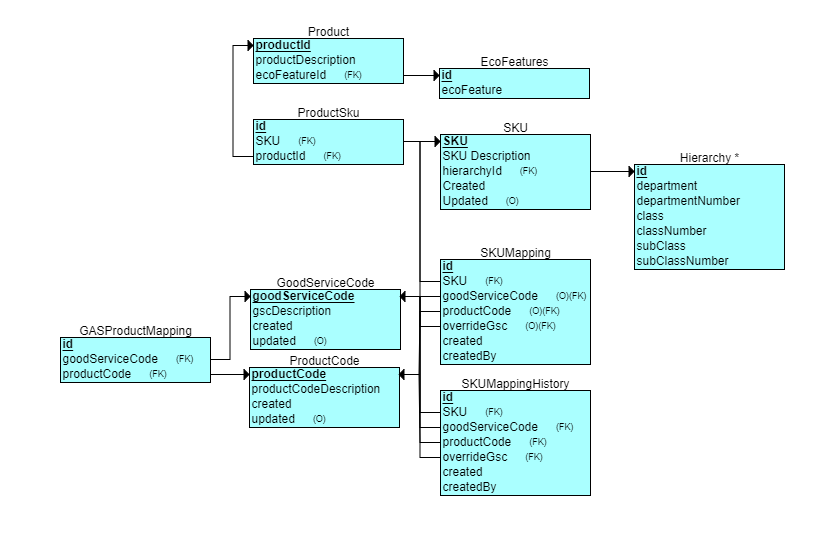 Product
productId
productDescription
ecoFeatureId (FK)
EcoFeatures
id
ecoFeature
ProductSku
id
SKU (FK)
productId (FK)
SKU
SKU
SKU Description
hierarchyId (FK)
Created
Updated (O)
Hierarchy *
id
department
departmentNumber
class
classNumber
subClass
subClassNumber
SKUMapping
id
SKU (FK)
goodServiceCode (O)(FK)
productCode (O)(FK)
overrideGsc (O)(FK)
created
createdBy
GoodServiceCode
goodServiceCode
gscDescription
created
updated (O)
GASProductMapping
id
goodServiceCode (FK)
productCode (FK)
ProductCode
productCode
productCodeDescription
created
updated (O)
SKUMappingHistory
id
SKU (FK)
goodServiceCode (FK)
productCode (FK)
overrideGsc (FK)
created
createdBy